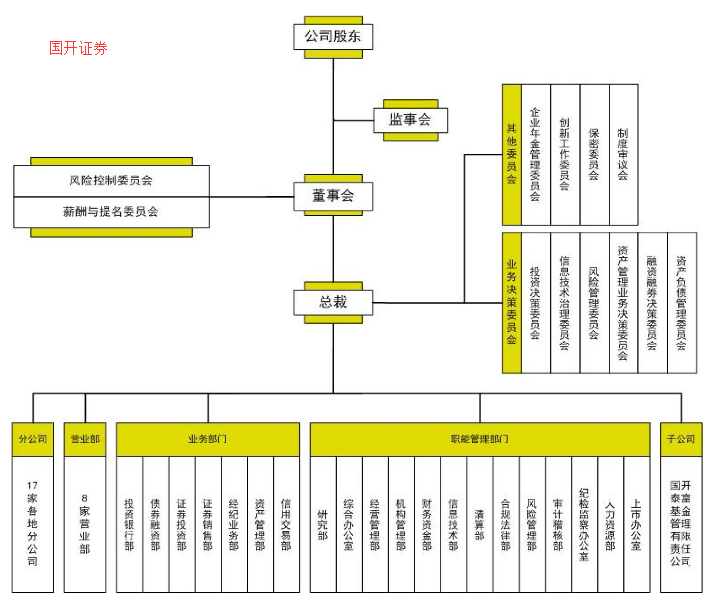 国开证券
公司股东
监事会
风险控制委员会
薪酬与提名委员会
董事会
总裁
其他委员会
企业年金管理委员会
创新工作委员会
保密委员会
制度审议会
业务决策委员会
投资决策委员会
信息技术治理委员会
风险管理委员会
资产管理业务决策委员会
融资融券决策委员会
资产负债管理委员会
分公司
17家各地分公司
营业部
8家营业部
业务部门
投资银行部
债券融资部
证券投资部
证券销售部
经纪业务部
资产管理部
信用交易部
职能管理部门
研究部
综合办公室
经营管理部
机构管理部
财务资金部
信息技术部
清算部
合规法律部
风险管理部
审计稽核部
纪检监察办公室
人力资源部
上市办公室
子公司
国开
泰富
基金
管理
有限
责任
公司